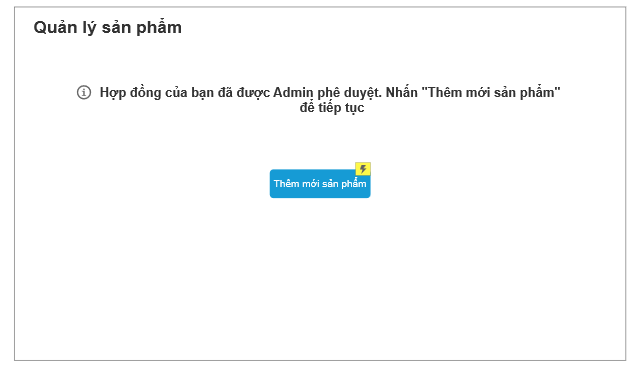 Quản lý sản phẩm
Hợp đồng của bạn đã được Admin phê duyệt. Nhấn "Thêm mới sản phẩm"
để tiếp tục
Thêm mới sản phẩm